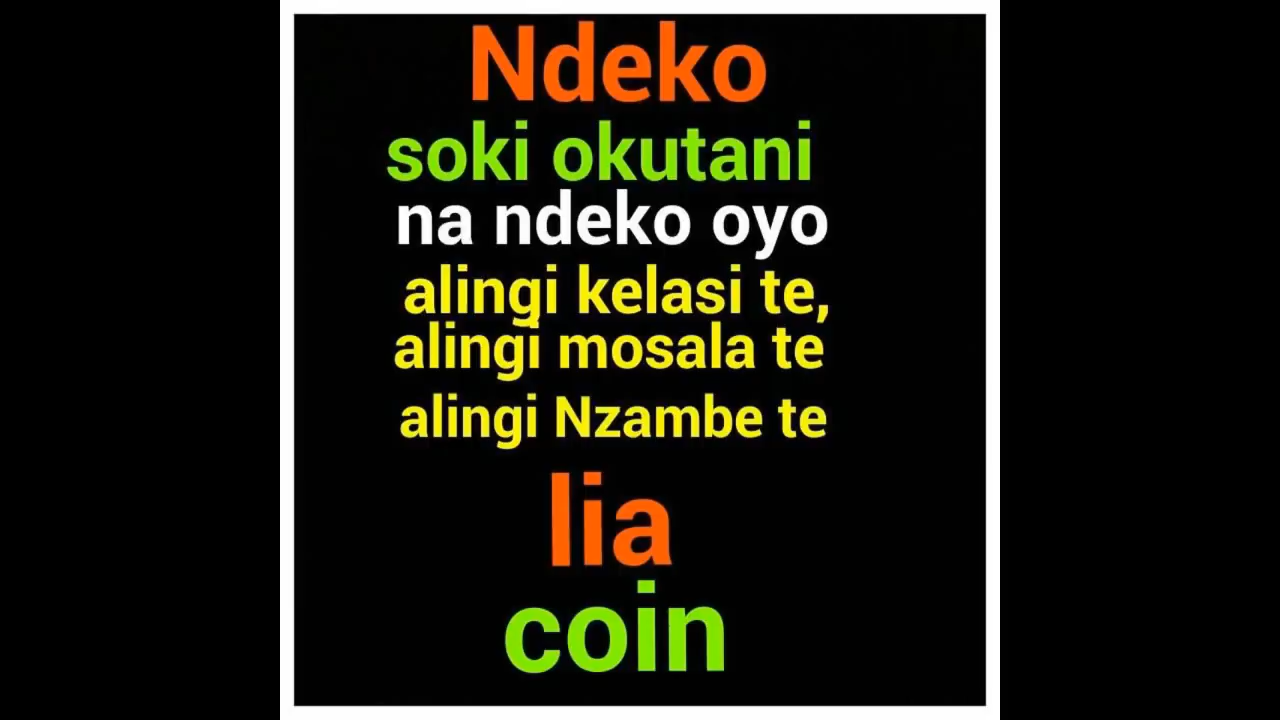 Ndeko
soki okutani
na ndeko oyo
alingi kelasi te,
alingi mosala te
alingi Nzambe te
lia
coin